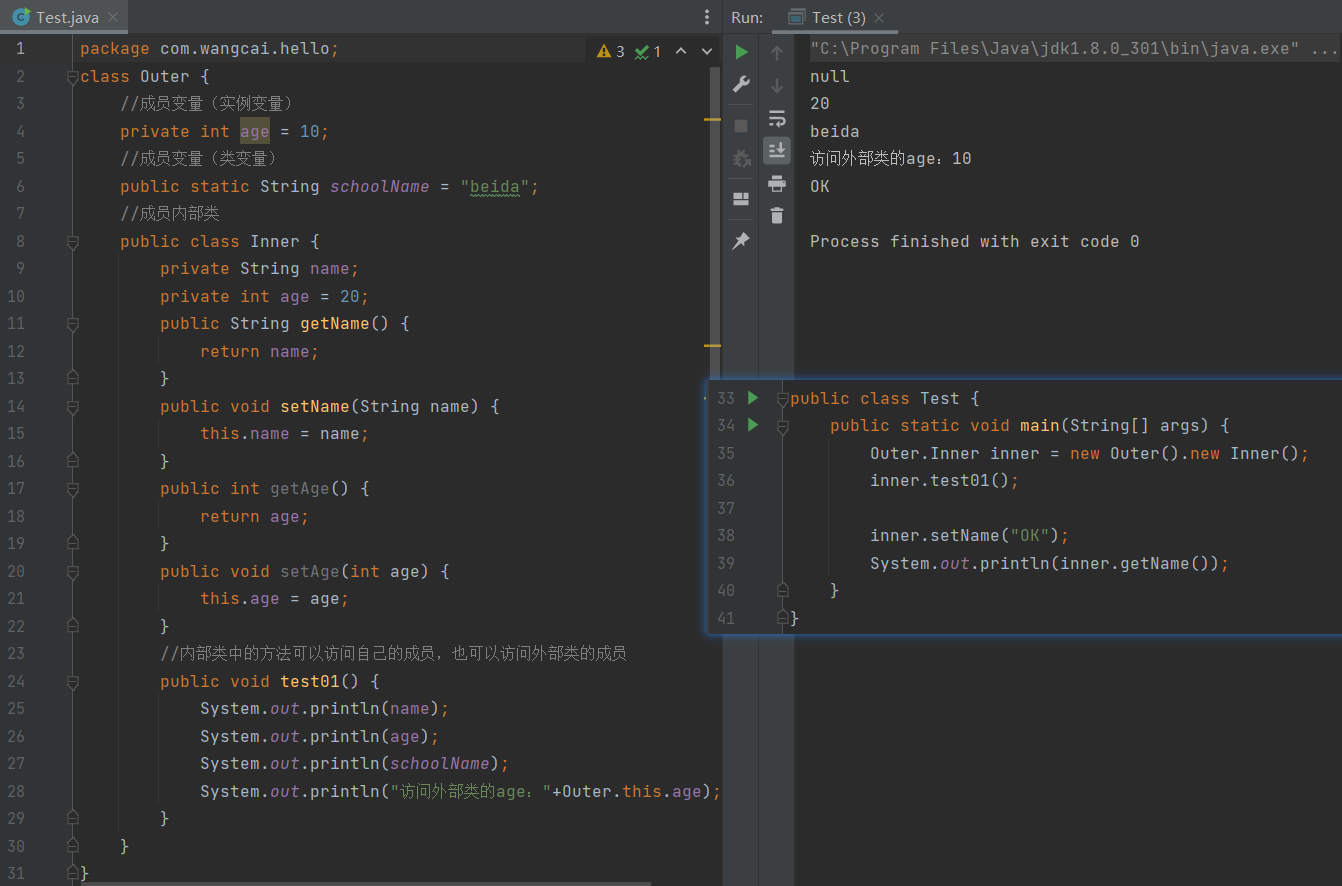 Test.java
package com.wangcai.hello;
3 1
1
2
3
4
5
6
7
8
9
10
11
12
13
14
15
16
17
18
19
20
21
22
23
24
25
26
27
28
29
30
31
class Outer {
//成员变量（实例变量）
private int age = 10;
//成员变量（类变量）
public static String schoolName = "beida";
//成员内部类
public class Inner {
private String name;
private int age = 20;
public String getName() {
return name;
}
public void setName(String name) {
this.name = name;
}
public int getAge() {
return age;
}
public void setAge(int age) {
this.age = age;
}
//内部类中的方法可以访问自己的成员，也可以访问外部类的成员
public void test01() {
System.out.println(name);
System.out.println(age);
System.out.println(schoolName);
System.out.println("访问外部类的age："+Outer.this.age);
}
}
}
Run: Test (3)
"C:\Program Files\Java\jdk1.8.0_301\bin\java.exe" ...
null
20
beida
访问外部类的age：10
OK
Process finished with exit code 0
33 public class Test {
34 public static void main(String[] args) {
35 Outer.Inner inner = new Outer().new Inner();
36 inner.test01();
37
38 inner.setName("OK");
39 System.out.println(inner.getName());
40 }
41 }